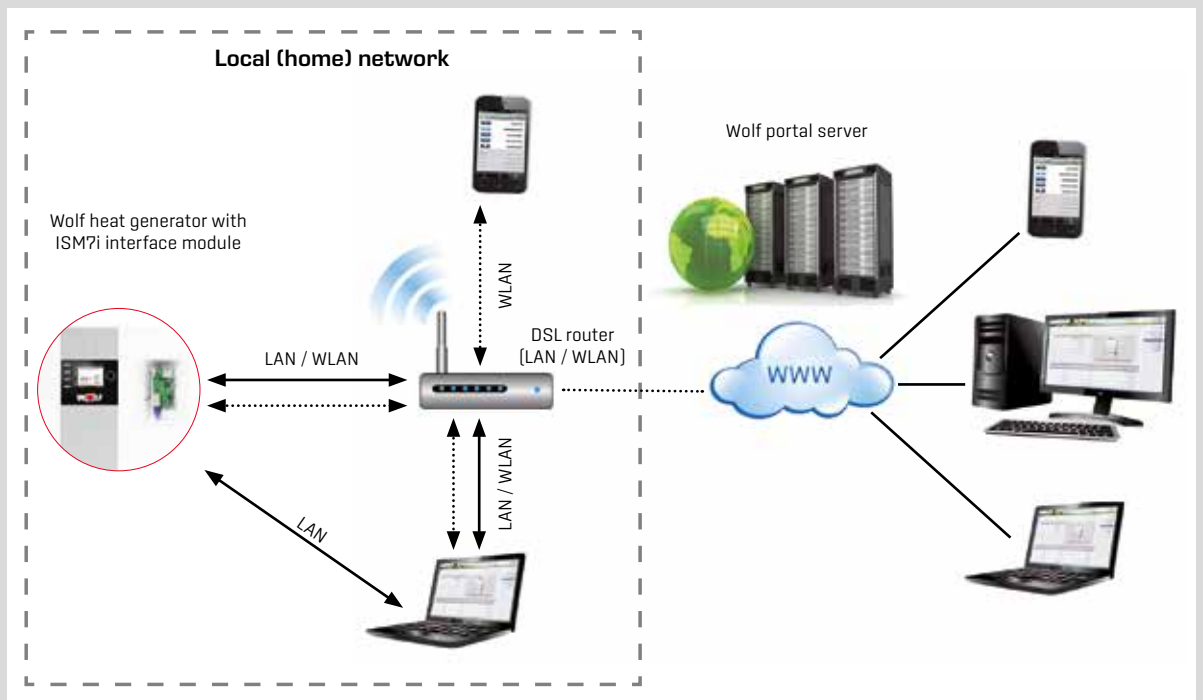 Local (home) network
Wolf portal server
Wolf heat generator with
ISM7i interface module
WLAN
DSL router
(LAN / WLAN)
LAN / WLAN
WWW
LAN / WLAN
LAN